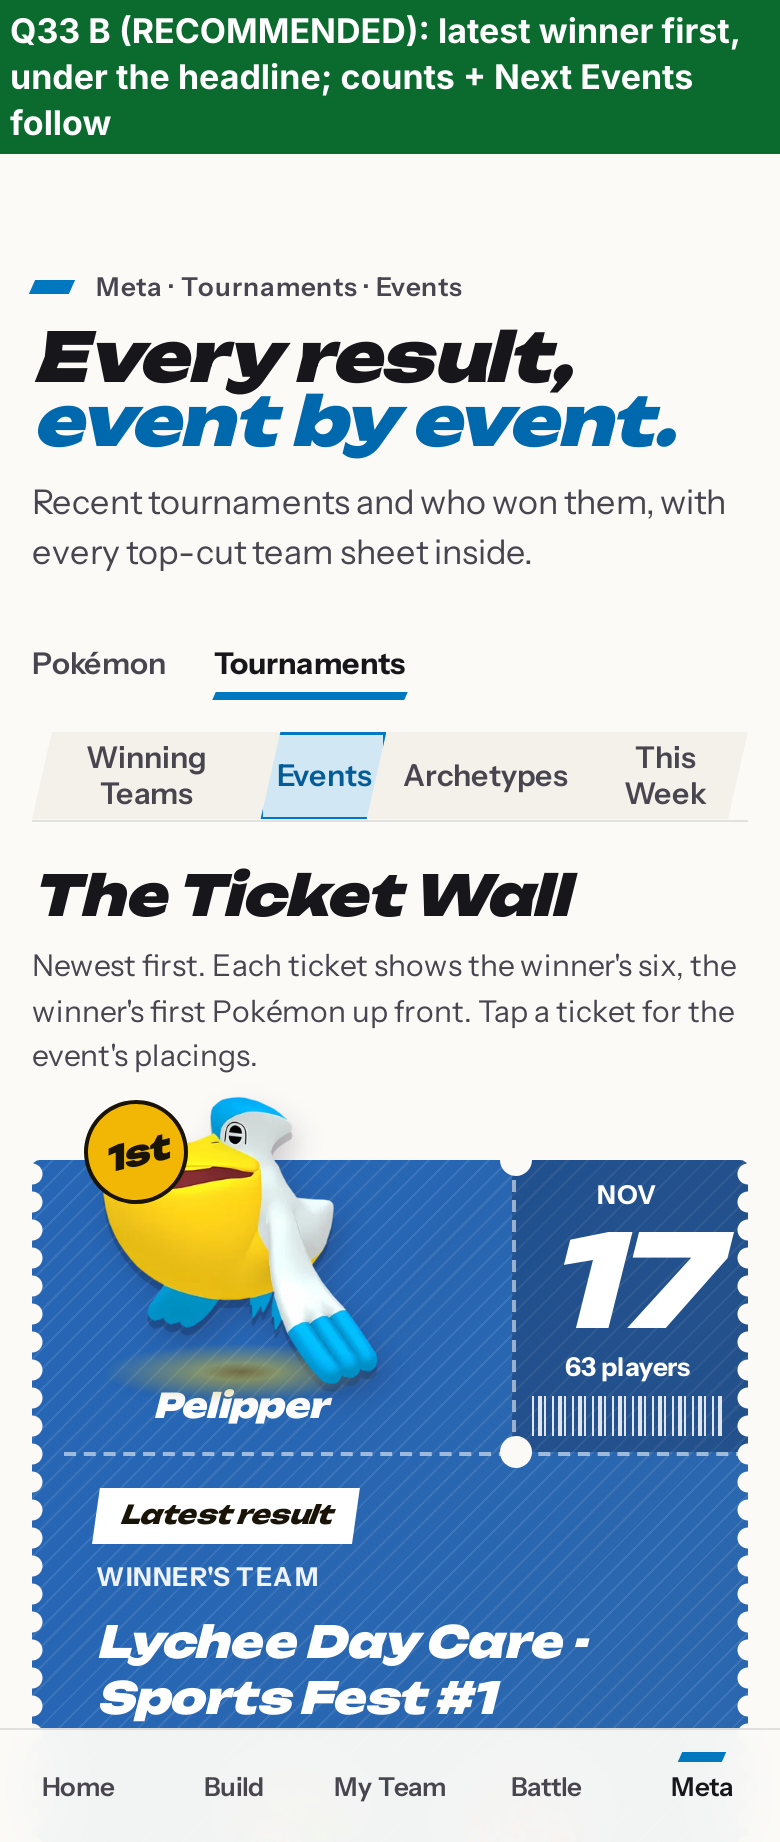 Q33 B (RECOMMENDED): latest winner first,
under the headline; counts + Next Events
follow
Meta · Tournaments · Events
Every result,
event by event.
Recent tournaments and who won them, with
every top-cut team sheet inside.
Pokémon
Tournaments
Winning
Teams
Events
Archetypes
This
Week
The Ticket Wall
Newest first. Each ticket shows the winner's six, the
winner's first Pokémon up front. Tap a ticket for the
event's placings.
1st
NOV
17
63 players
Pelipper
Latest result
WINNER'S TEAM
Lychee Day Care -
Sports Fest #1
Home
Build
My Team
Battle
Meta